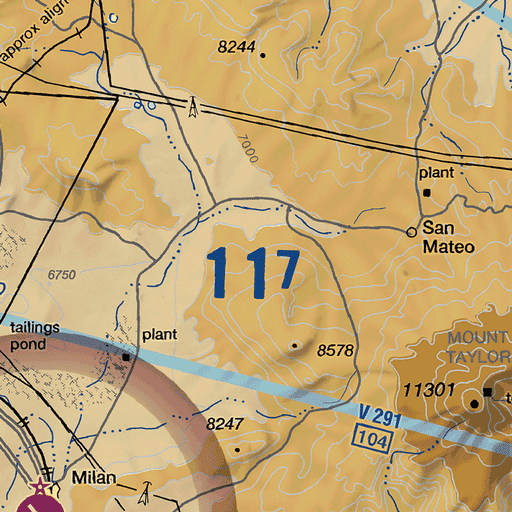 approx align
8244
7000
plant
San
Mateo
117
6750
tailings
pond
plant
MOUNT
TAYLOR
8578
11301
V 291
104
8247
Milan